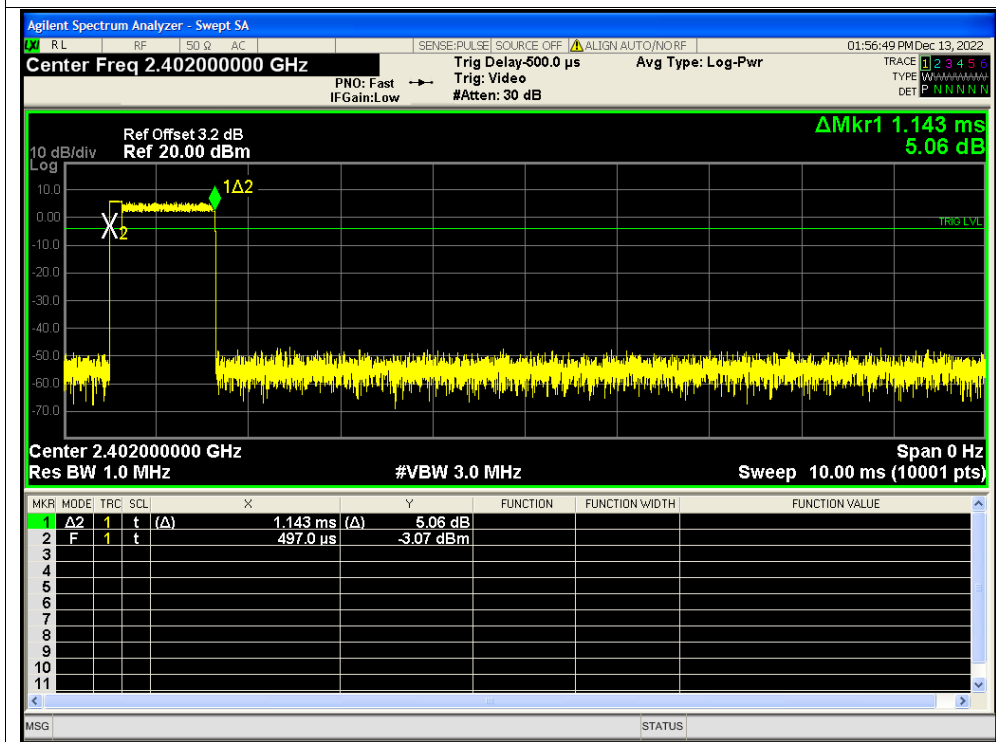 Agilent Spectrum Analyzer - Swept SA
LXI RL RF 50 Ω AC SENSE:PULSE SOURCE OFF ALIGN AUTO/NO RF 01:56:49 PM Dec 13, 2022
Center Freq 2.402000000 GHz
PNO: Fast
IFGain:Low
Trig Delay-500.0 µs
Trig: Video
#Atten: 30 dB
Avg Type: Log-Pwr
TRACE 1 2 3 4 5 6
TYPE WWWWWW
DET P N N N N N
ΔMkr1 1.143 ms
5.06 dB
Ref Offset 3.2 dB
10 dB/div Ref 20.00 dBm
Log
1Δ2
10.0
0.00
TRIG LVL
2
-10.0
-20.0
-30.0
-40.0
-50.0
-60.0
-70.0
Center 2.402000000 GHz Span 0 Hz
Res BW 1.0 MHz #VBW 3.0 MHz Sweep 10.00 ms (10001 pts)
MKR MODE TRC SCL X Y FUNCTION FUNCTION WIDTH FUNCTION VALUE
1 Δ2 1 t (Δ) 1.143 ms (Δ) 5.06 dB
2 F 1 t 497.0 µs -3.07 dBm
3
4
5
6
7
8
9
10
11
MSG STATUS